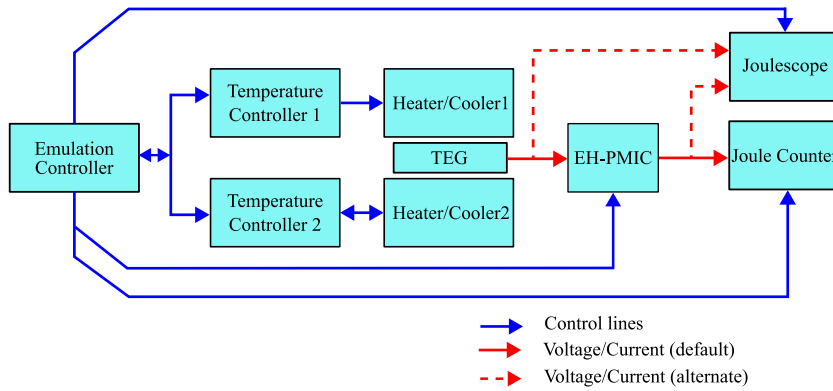 Joulescope
Temperature
Controller 1
Heater/Cooler1
Emulation
Controller
TEG
EH-PMIC
Joule Counter
Temperature
Controller 2
Heater/Cooler2
Control lines
Voltage/Current (default)
Voltage/Current (alternate)